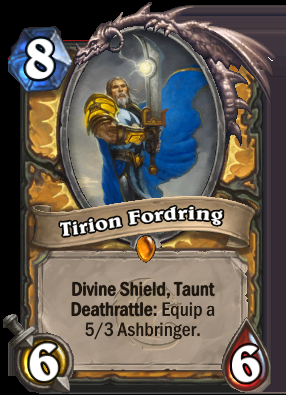 8
Tirion Fordring
Divine Shield, Taunt
Deathrattle: Equip a
5/3 Ashbringer.
6 6